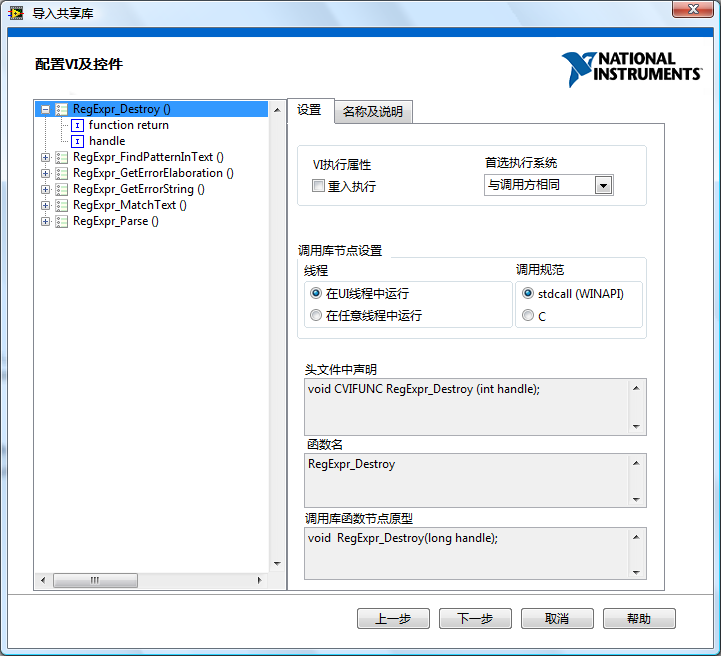 导入共享库
配置VI及控件
NATIONAL
INSTRUMENTS
RegExpr_Destroy ()
function return
handle
RegExpr_FindPatternInText ()
RegExpr_GetErrorElaboration ()
RegExpr_GetErrorString ()
RegExpr_MatchText ()
RegExpr_Parse ()
设置
名称及说明
VI执行属性
重入执行
首选执行系统
与调用方相同
调用库节点设置
线程
在UI线程中运行
在任意线程中运行
调用规范
stdcall (WINAPI)
C
头文件中声明
void CVIFUNC RegExpr_Destroy (int handle);
函数名
RegExpr_Destroy
调用库函数节点原型
void  RegExpr_Destroy(long handle);
上一步
下一步
取消
帮助